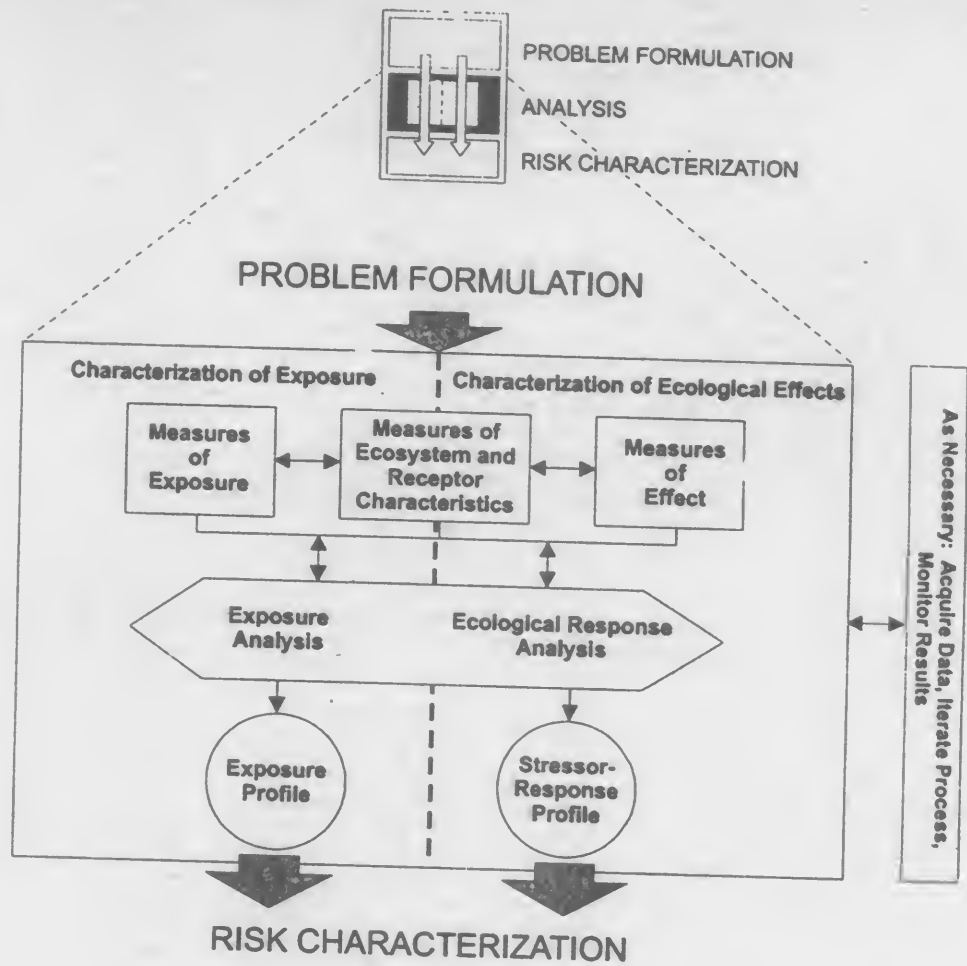 PROBLEM FORMULATION
ANALYSIS
RISK CHARACTERIZATION
PROBLEM FORMULATION
Characterization of Exposure
Characterization of Ecological Effects
Measures
of
Exposure
Measures of
Ecosystem and
Receptor
Characteristics
Measures
of
Effect
Exposure
Analysis
Ecological Response
Analysis
Exposure
Profile
Stressor-
Response
Profile
As Necessary: Acquire Data, Iterate Process,
Monitor Results
RISK CHARACTERIZATION